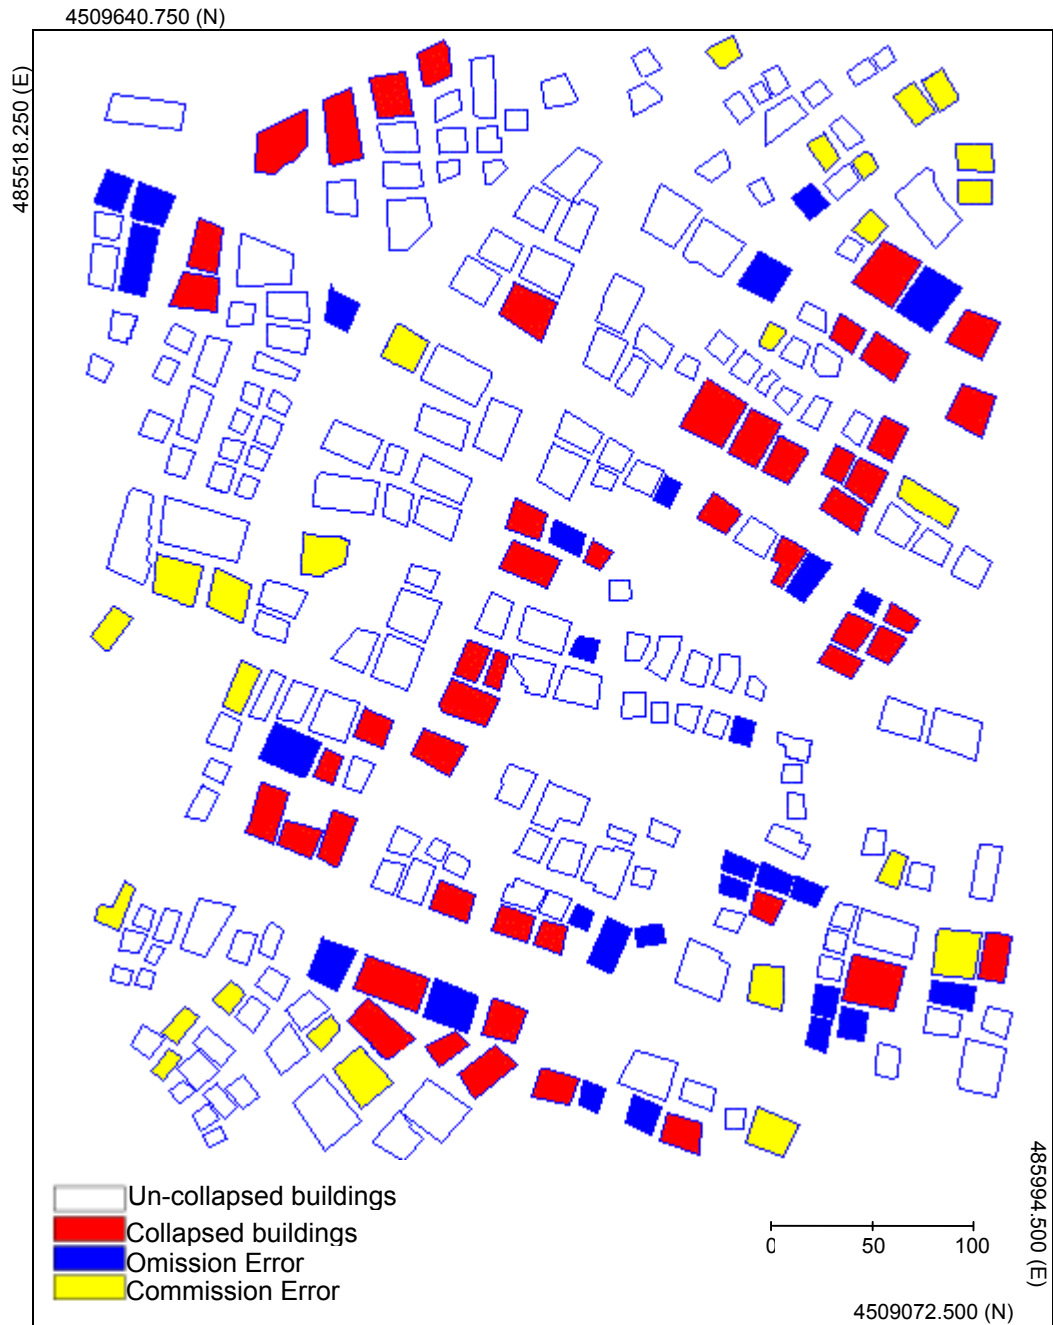 4509640.750 (N)
485518.250 (E)
Un-collapsed buildings
Collapsed buildings
Omission Error
Commission Error
0 50 100
485994.500 (E)
4509072.500 (N)